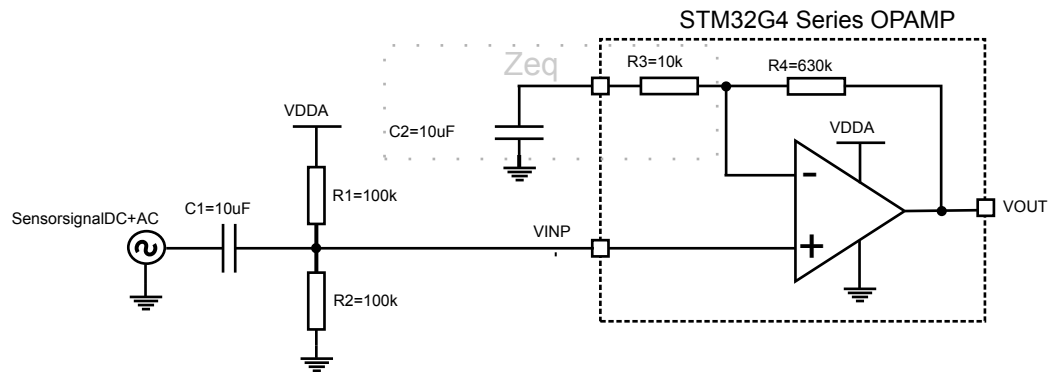 STM32G4 Series OPAMP
Zeq
R3=10k
R4=630k
VDDA
C2=10uF
VDDA
R1=100k
C1=10uF
SensorsignalDC+AC
VINP
VOUT
R2=100k